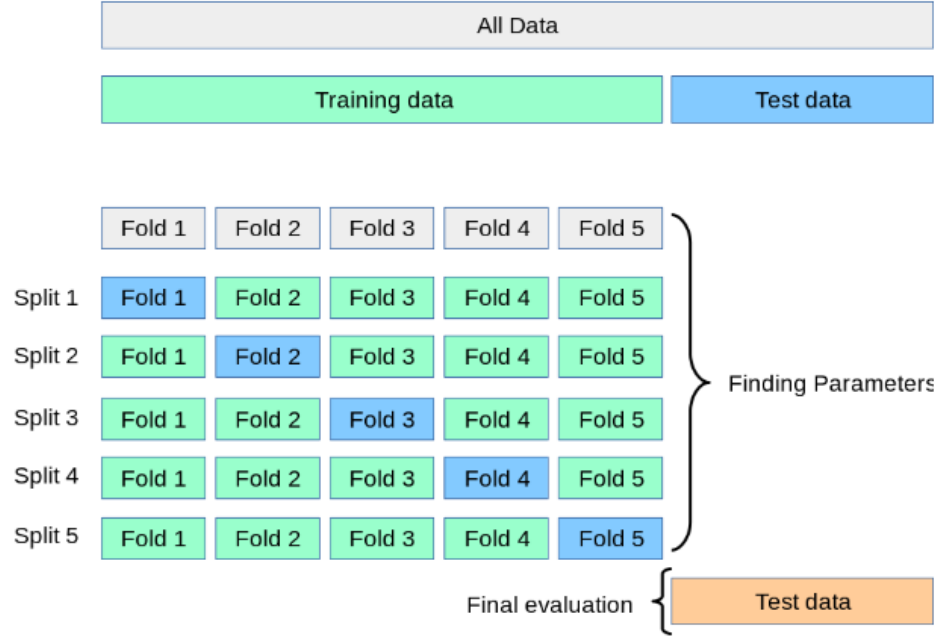 All Data
Training data Test data
Fold 1 Fold 2 Fold 3 Fold 4 Fold 5
Split 1 Fold 1 Fold 2 Fold 3 Fold 4 Fold 5
Split 2 Fold 1 Fold 2 Fold 3 Fold 4 Fold 5
Finding Parameters
Split 3 Fold 1 Fold 2 Fold 3 Fold 4 Fold 5
Split 4 Fold 1 Fold 2 Fold 3 Fold 4 Fold 5
Split 5 Fold 1 Fold 2 Fold 3 Fold 4 Fold 5
Final evaluation Test data